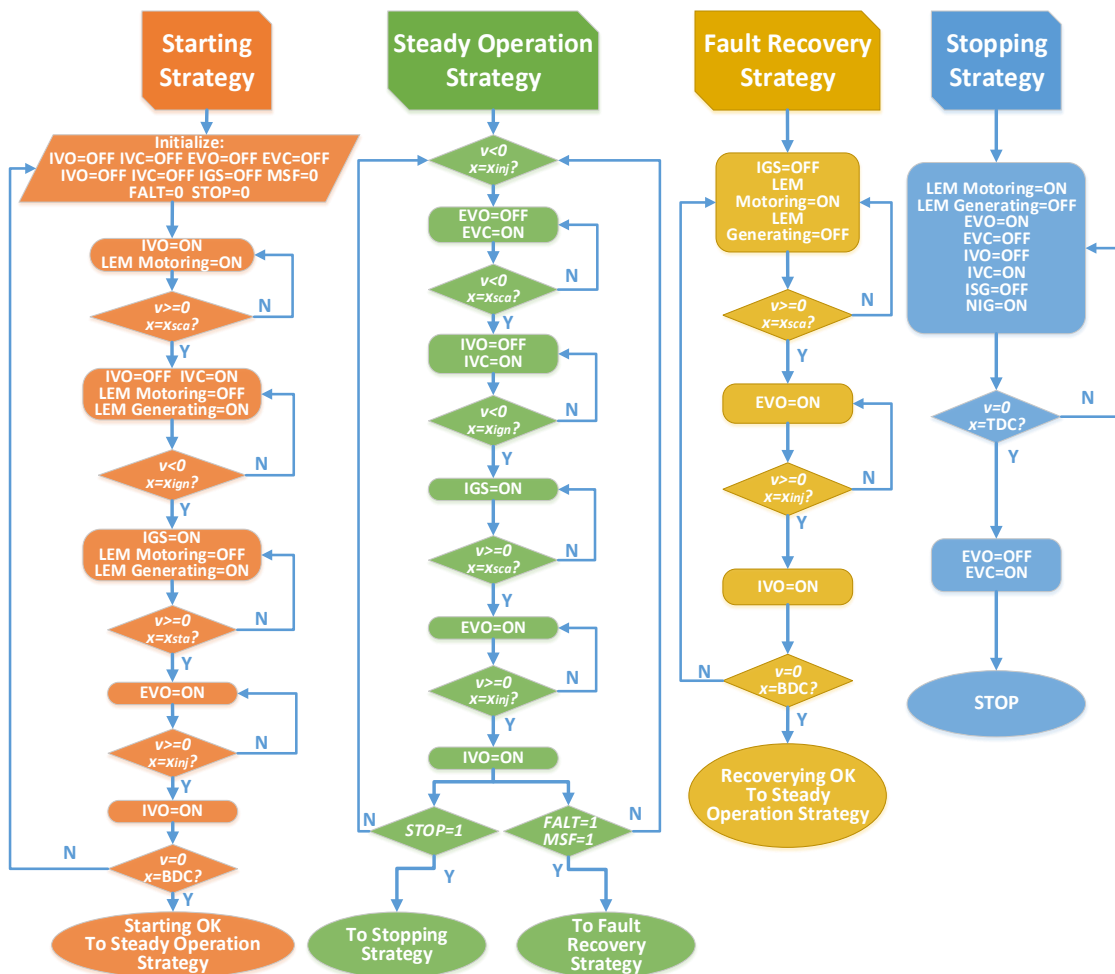 Starting
Strategy
Initialize:
IVO=OFF IVC=OFF EVO=OFF EVC=OFF
IVO=OFF IVC=OFF IGS=OFF MSF=0
FALT=0 STOP=0
IVO=ON
LEM Motoring=ON
v>=0
x=xsca?
N
Y
IVO=OFF IVC=ON
LEM Motoring=OFF
LEM Generating=ON
v<0
x=xign?
N
Y
IGS=ON
LEM Motoring=OFF
LEM Generating=ON
v>=0
x=xsta?
N
Y
EVO=ON
v>=0
x=xinj?
N
Y
IVO=ON
v=0
x=BDC?
N
Y
Starting OK
To Steady Operation
Strategy
Steady Operation
Strategy
v<0
x=xinj?
EVO=OFF
EVC=ON
v<0
x=xsca?
N
Y
IVO=OFF
IVC=ON
v<0
x=xign?
N
Y
IGS=ON
v>=0
x=xsca?
N
Y
EVO=ON
v>=0
x=xinj?
N
Y
IVO=ON
STOP=1
N
Y
FALT=1
MSF=1
N
Y
To Stopping
Strategy
To Fault
Recovery
Strategy
Fault Recovery
Strategy
IGS=OFF
LEM
Motoring=ON
LEM
Generating=OFF
v>=0
x=xsca?
N
Y
EVO=ON
v>=0
x=xinj?
N
Y
IVO=ON
v=0
x=BDC?
N
Y
Recoverying OK
To Steady
Operation Strategy
Stopping
Strategy
LEM Motoring=ON
LEM Generating=OFF
EVO=ON
EVC=OFF
IVO=OFF
IVC=ON
ISG=OFF
NIG=ON
v=0
x=TDC?
N
Y
EVO=OFF
EVC=ON
STOP